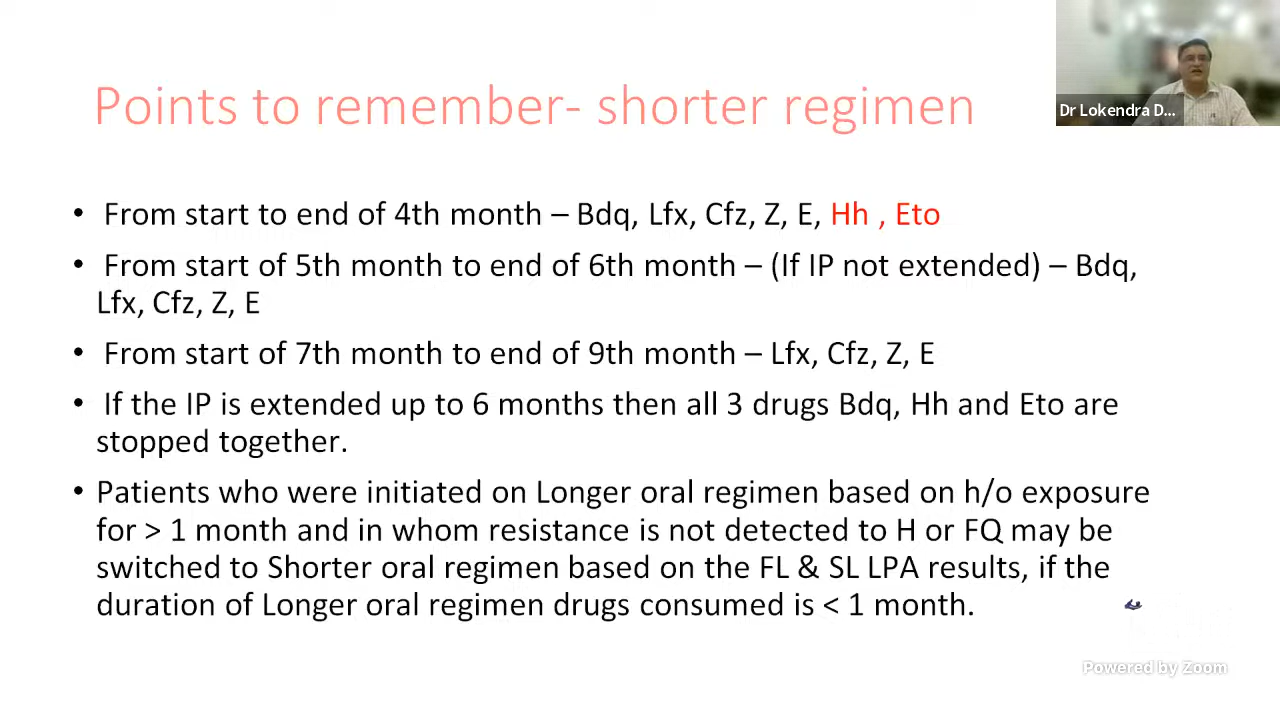 Dr Lokendra D...
Points to remember- shorter regimen
• From start to end of 4th month – Bdq, Lfx, Cfz, Z, E, Hh , Eto
• From start of 5th month to end of 6th month – (If IP not extended) – Bdq,
Lfx, Cfz, Z, E
• From start of 7th month to end of 9th month – Lfx, Cfz, Z, E
• If the IP is extended up to 6 months then all 3 drugs Bdq, Hh and Eto are
stopped together.
• Patients who were initiated on Longer oral regimen based on h/o exposure
for > 1 month and in whom resistance is not detected to H or FQ may be
switched to Shorter oral regimen based on the FL & SL LPA results, if the
duration of Longer oral regimen drugs consumed is < 1 month.
Powered by Zoom